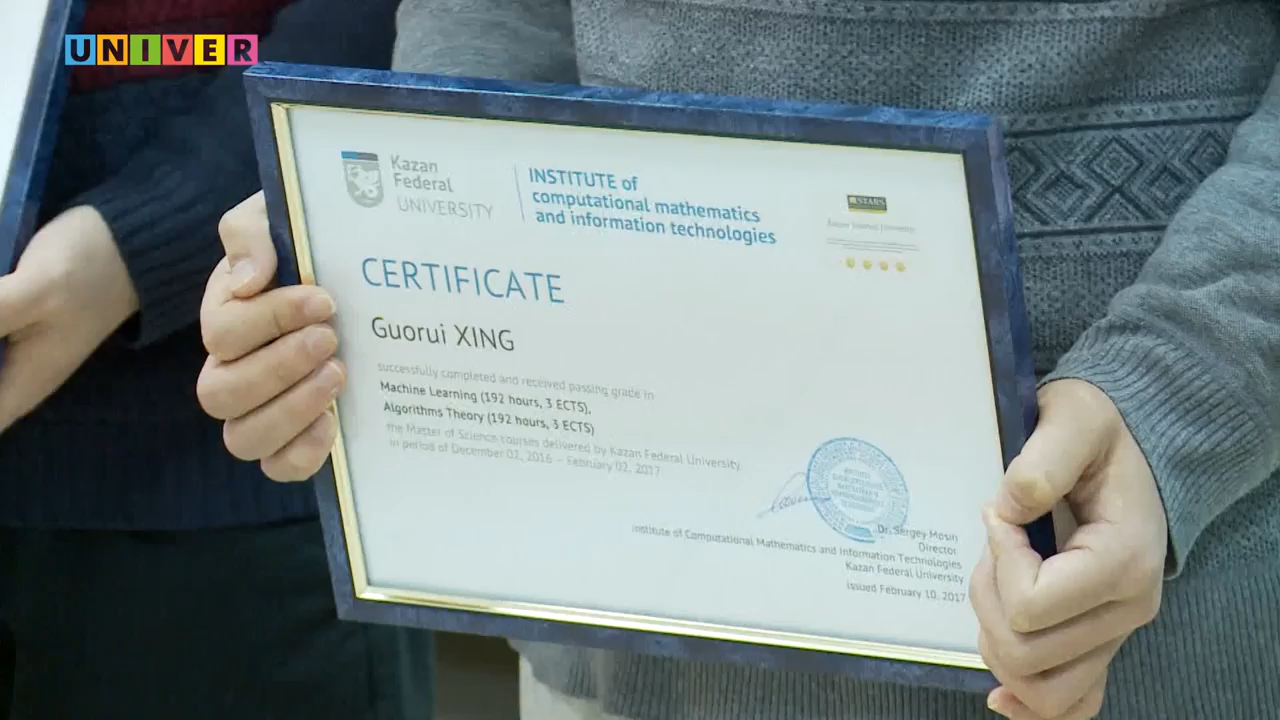 UNIVER
Kazan
Federal
UNIVERSITY
INSTITUTE of
computational mathematics
and information technologies
STARS
CERTIFICATE
Guorui XING
successfully completed and received passing grade in
Machine Learning (192 hours, 3 ECTS),
Algorithms Theory (192 hours, 3 ECTS)
the Master of Science courses delivered by Kazan Federal University
in period of December 02, 2016 – February 02, 2017
Dr. Sergey Mosin
Director
Institute of Computational Mathematics and Information Technologies
Kazan Federal University
Issued February 10, 2017